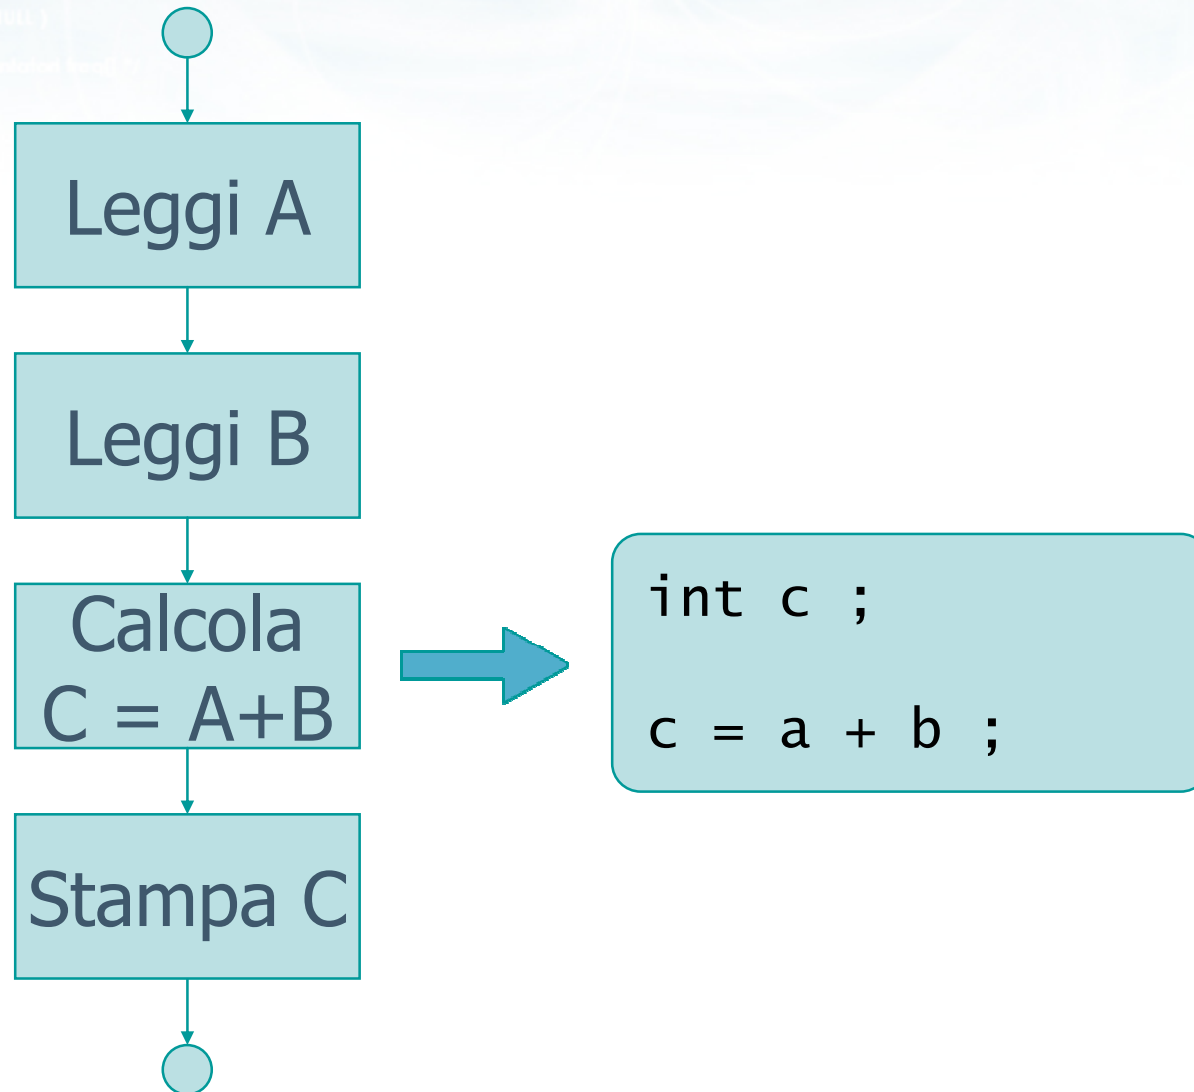 Leggi A
Leggi B
Calcola
C = A+B
int c ;
c = a + b ;
Stampa C